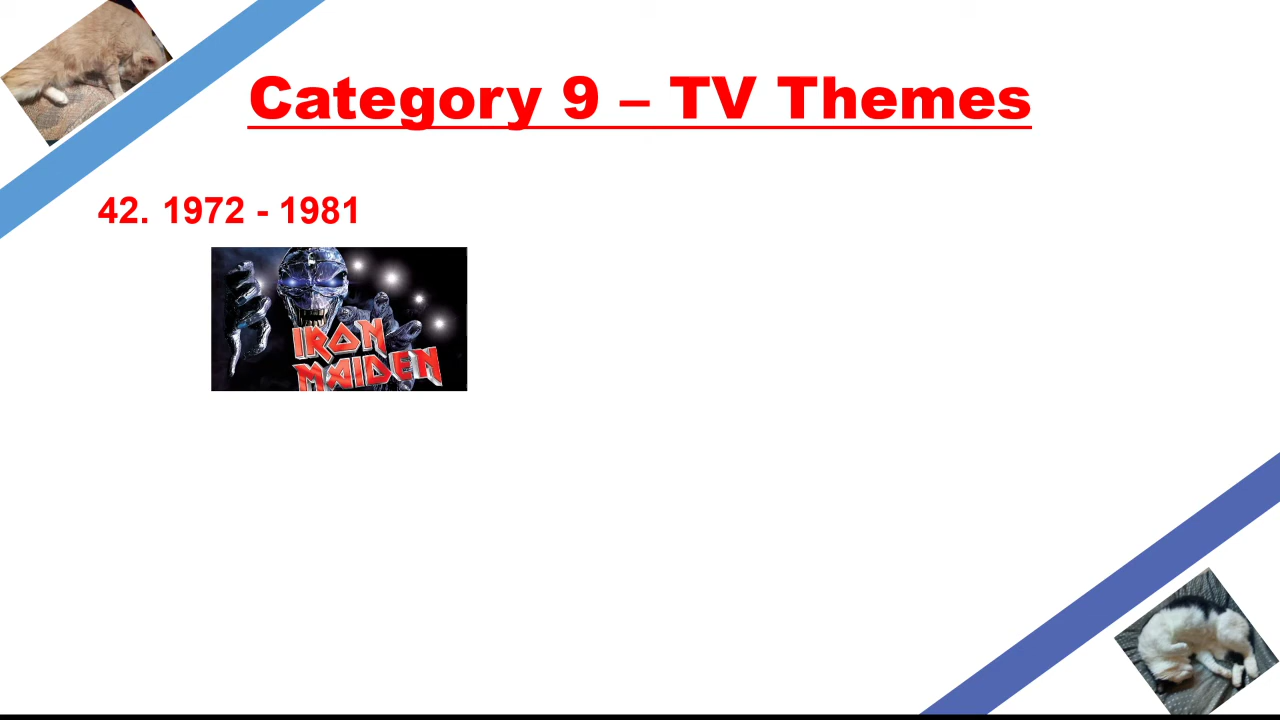 Category 9 – TV Themes
42. 1972 - 1981
IRON
MAIDEN